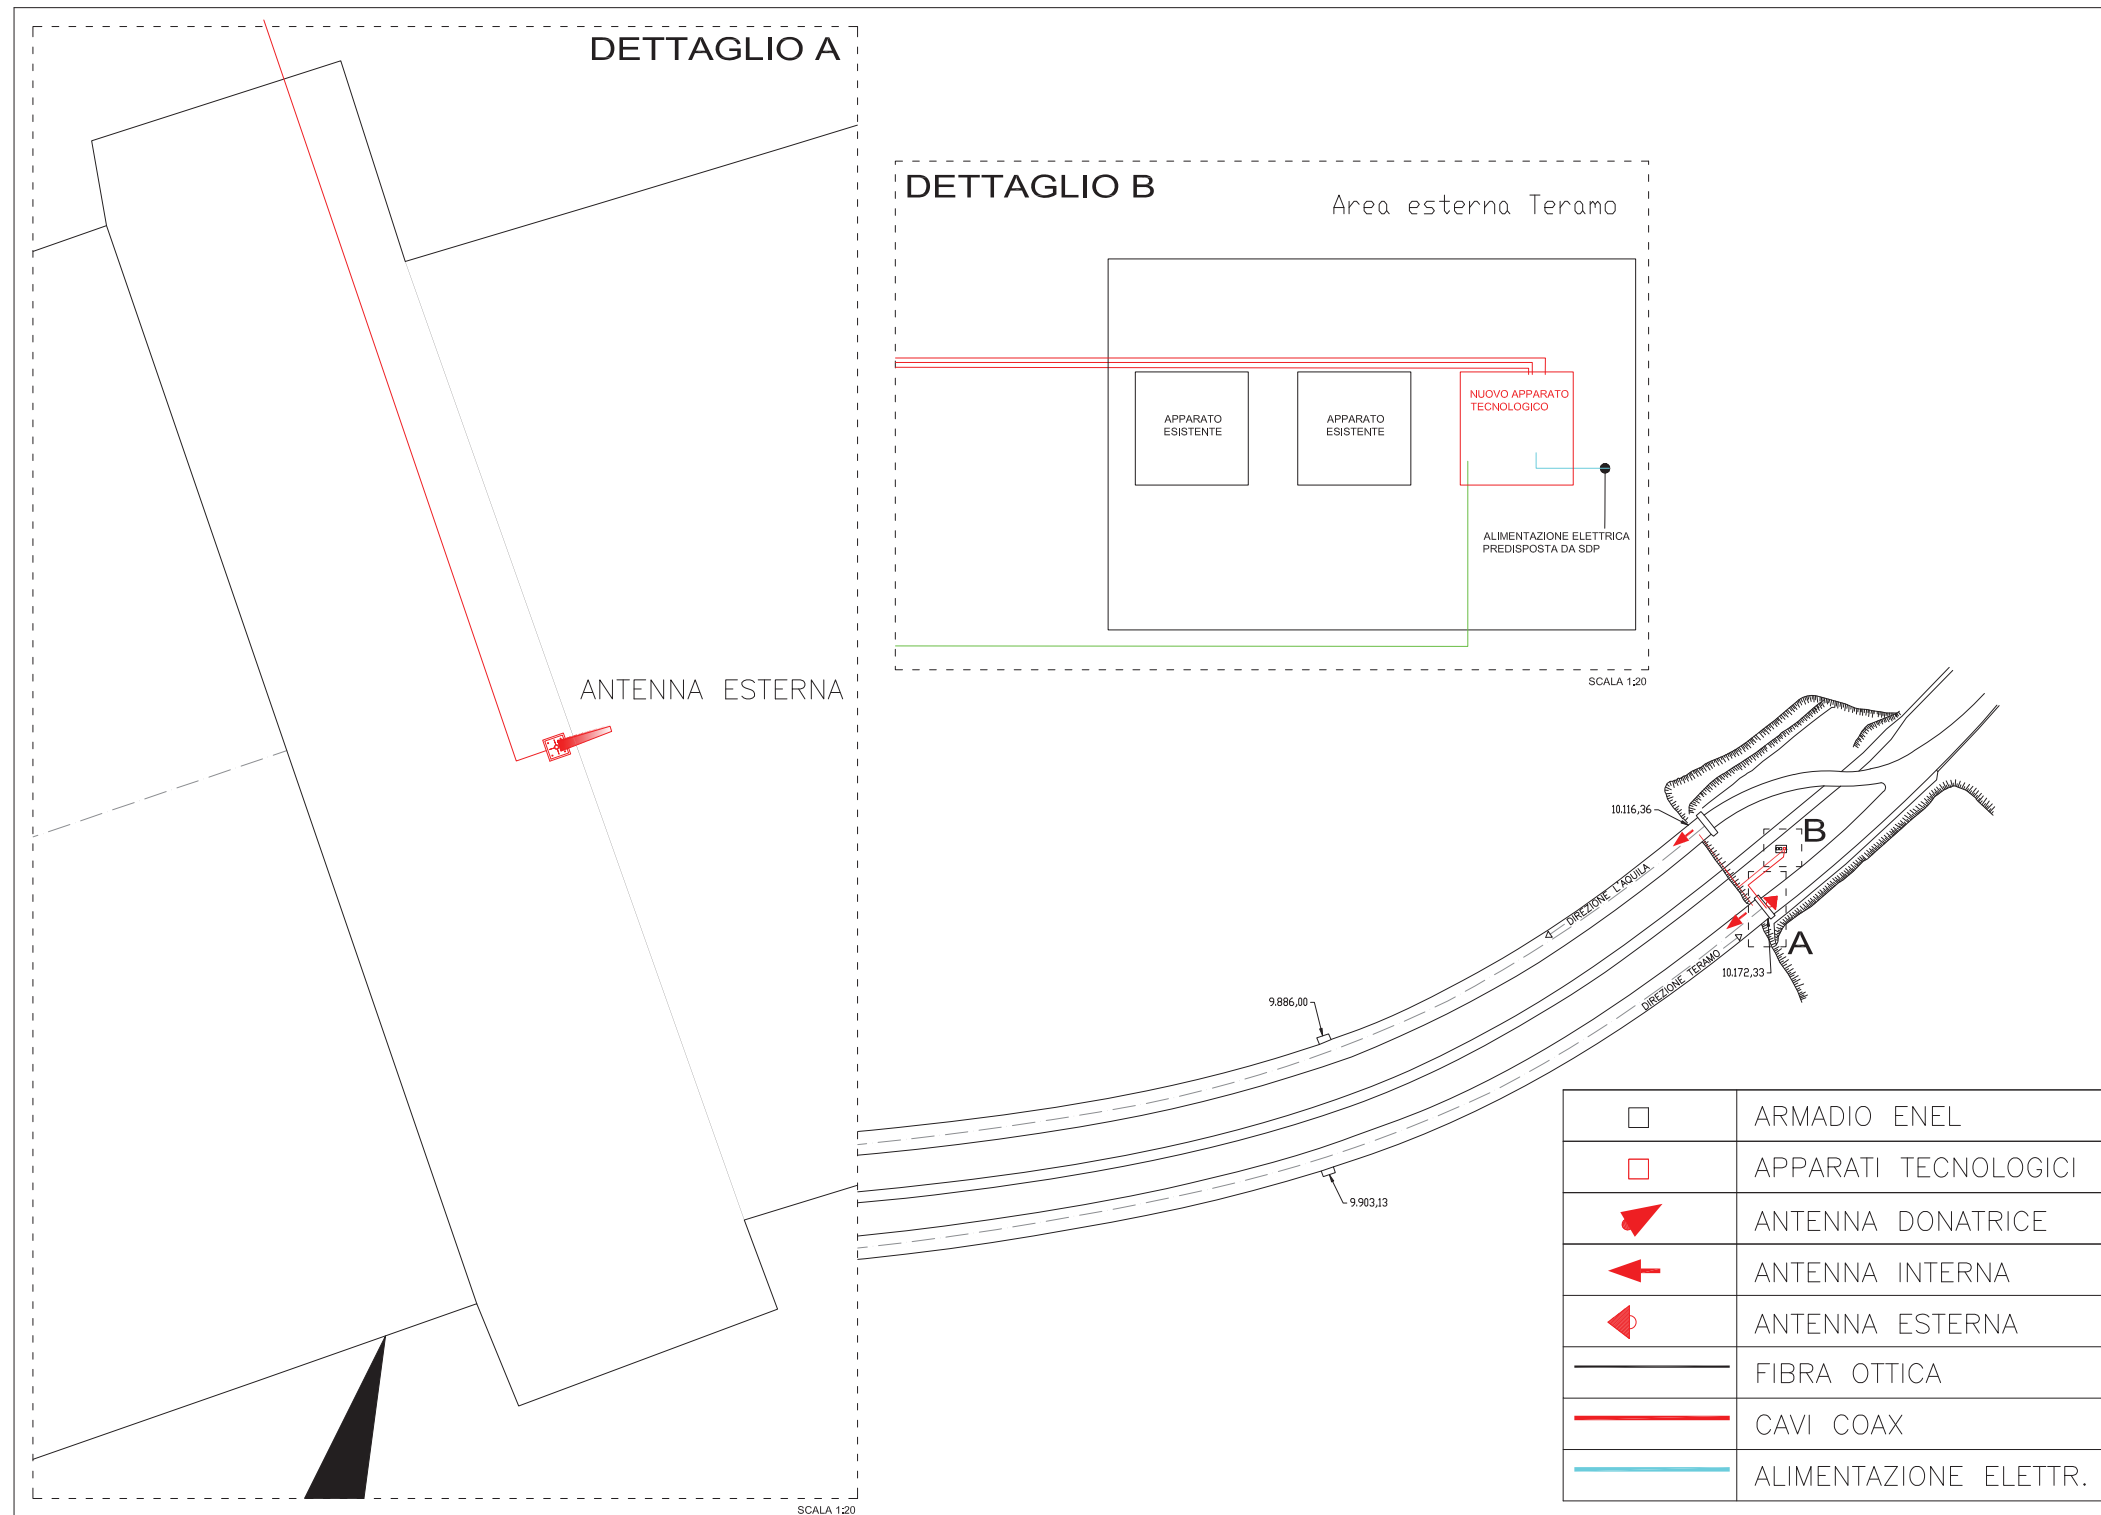 DETTAGLIO A
ANTENNA ESTERNA
SCALA 1:20
DETTAGLIO B
Area esterna Teramo
APPARATO
ESISTENTE
APPARATO
ESISTENTE
NUOVO APPARATO
TECNOLOGICO
ALIMENTAZIONE ELETTRICA
PREDISPOSTA DA SDP
SCALA 1:20
10.116,36
B
DIREZIONE L'AQUILA
A
10.172,33
DIREZIONE TERAMO
9.886,00
9.903,13
ARMADIO ENEL
APPARATI TECNOLOGICI
ANTENNA DONATRICE
ANTENNA INTERNA
ANTENNA ESTERNA
FIBRA OTTICA
CAVI COAX
ALIMENTAZIONE ELETTR.